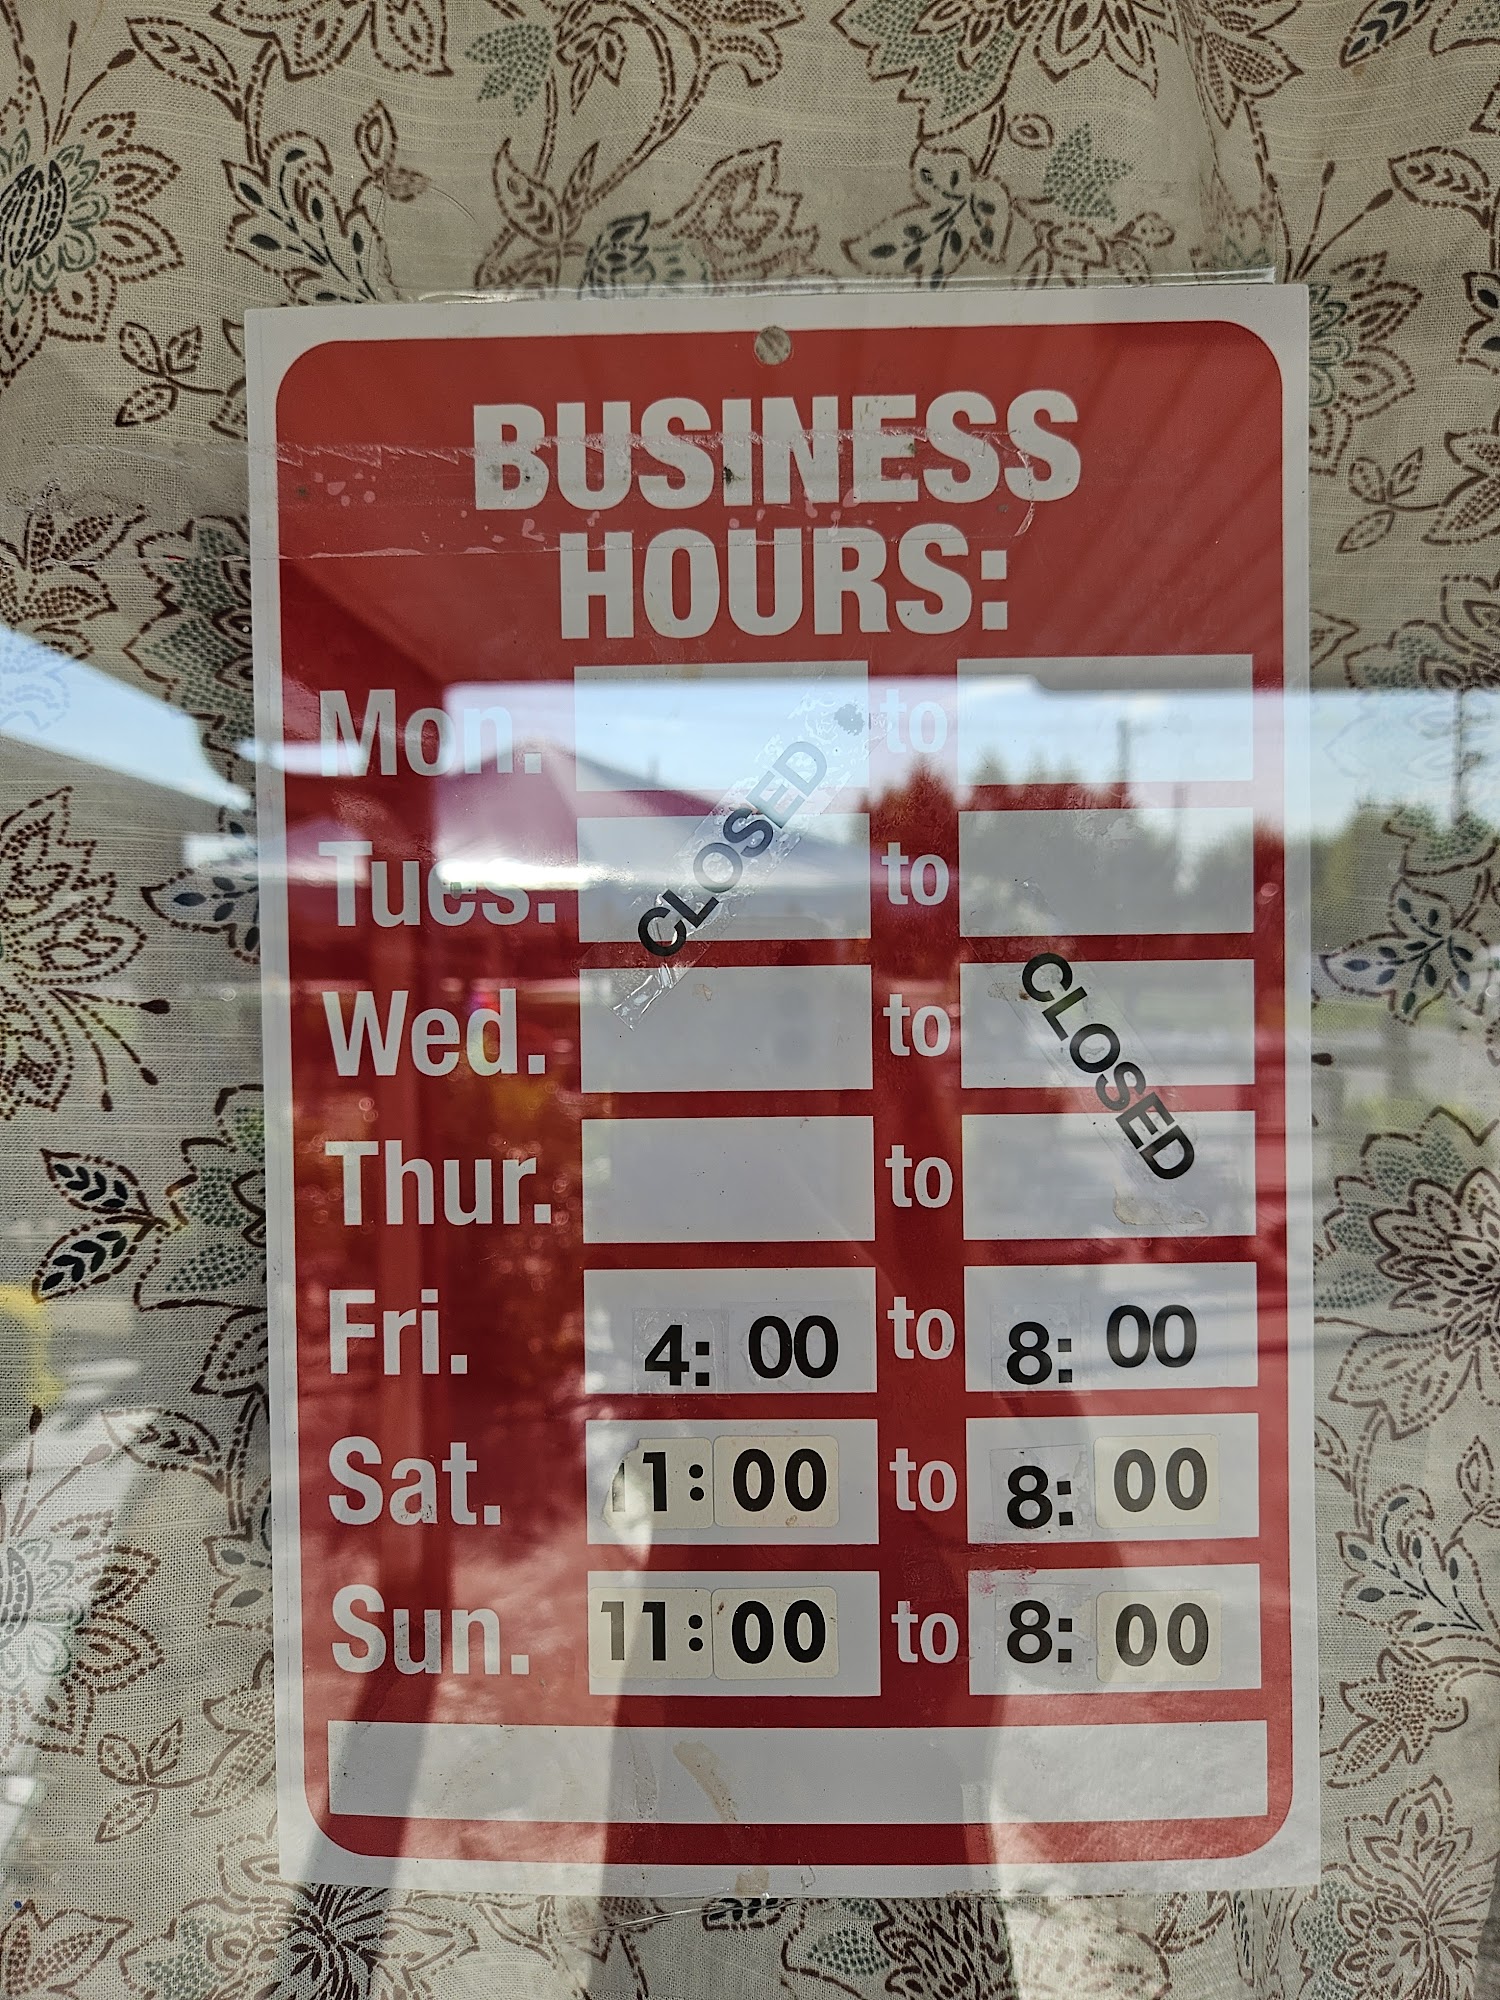 BUSINESS
HOURS:
Mon. to
Tues. CLOSED to
Wed. to CLOSED
Thur. to
Fri. 4: 00 to 8: 00
Sat. 11:00 to 8: 00
Sun. 11:00 to 8: 00